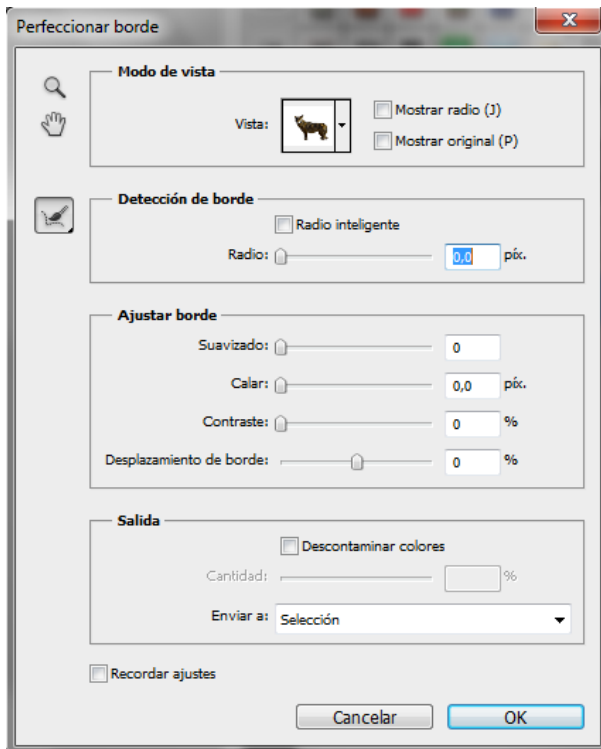 Perfeccionar borde
Modo de vista
Vista:
Mostrar radio (J)
Mostrar original (P)
Detección de borde
Radio inteligente
Radio: 0,0 píx.
Ajustar borde
Suavizado: 0
Calar: 0,0 píx.
Contraste: 0 %
Desplazamiento de borde: 0 %
Salida
Descontaminar colores
Cantidad: %
Enviar a: Selección
Recordar ajustes
Cancelar OK